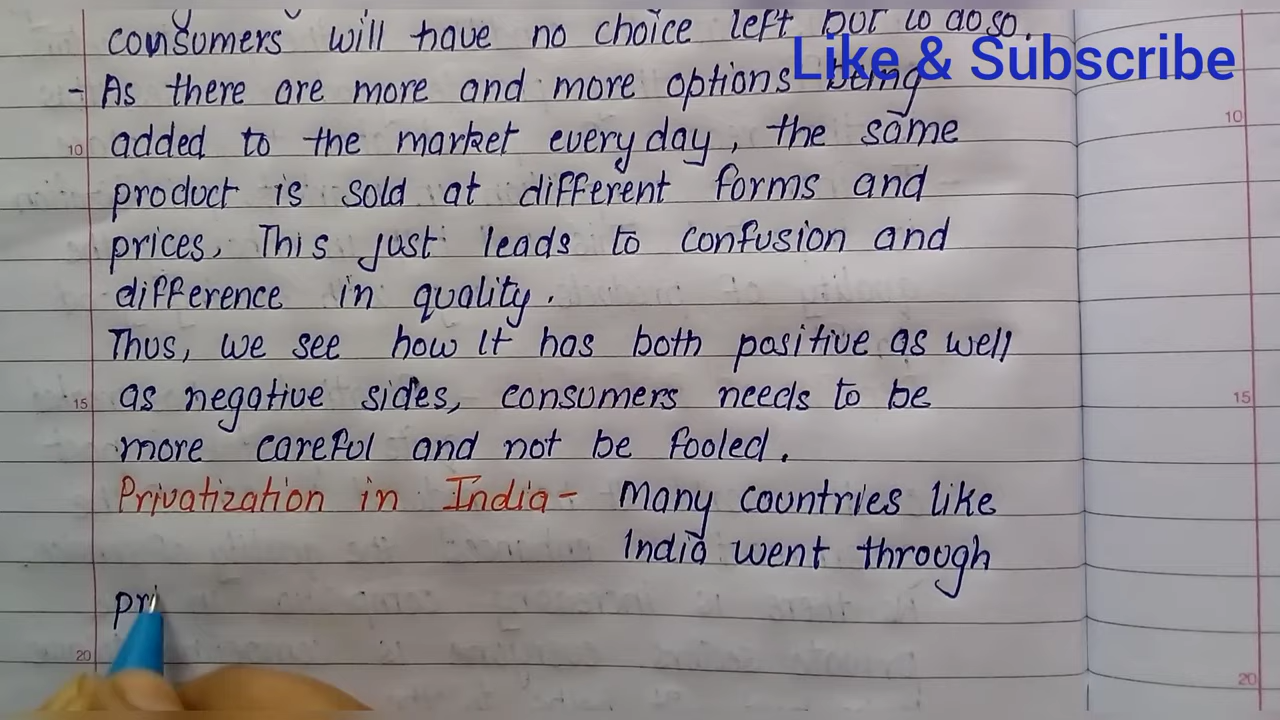 consumers will have no choice left but to do so.
Like & Subscribe
- As there are more and more options being
10 added to the market every day, the same
product is sold at different forms and
prices, This just leads to confusion and
difference in quality.
Thus, we see how it has both positive as well
15 as negative sides, consumers needs to be
more careful and not be fooled.
Privatization in India- Many countries like
India went through
pri
20
10
15
20